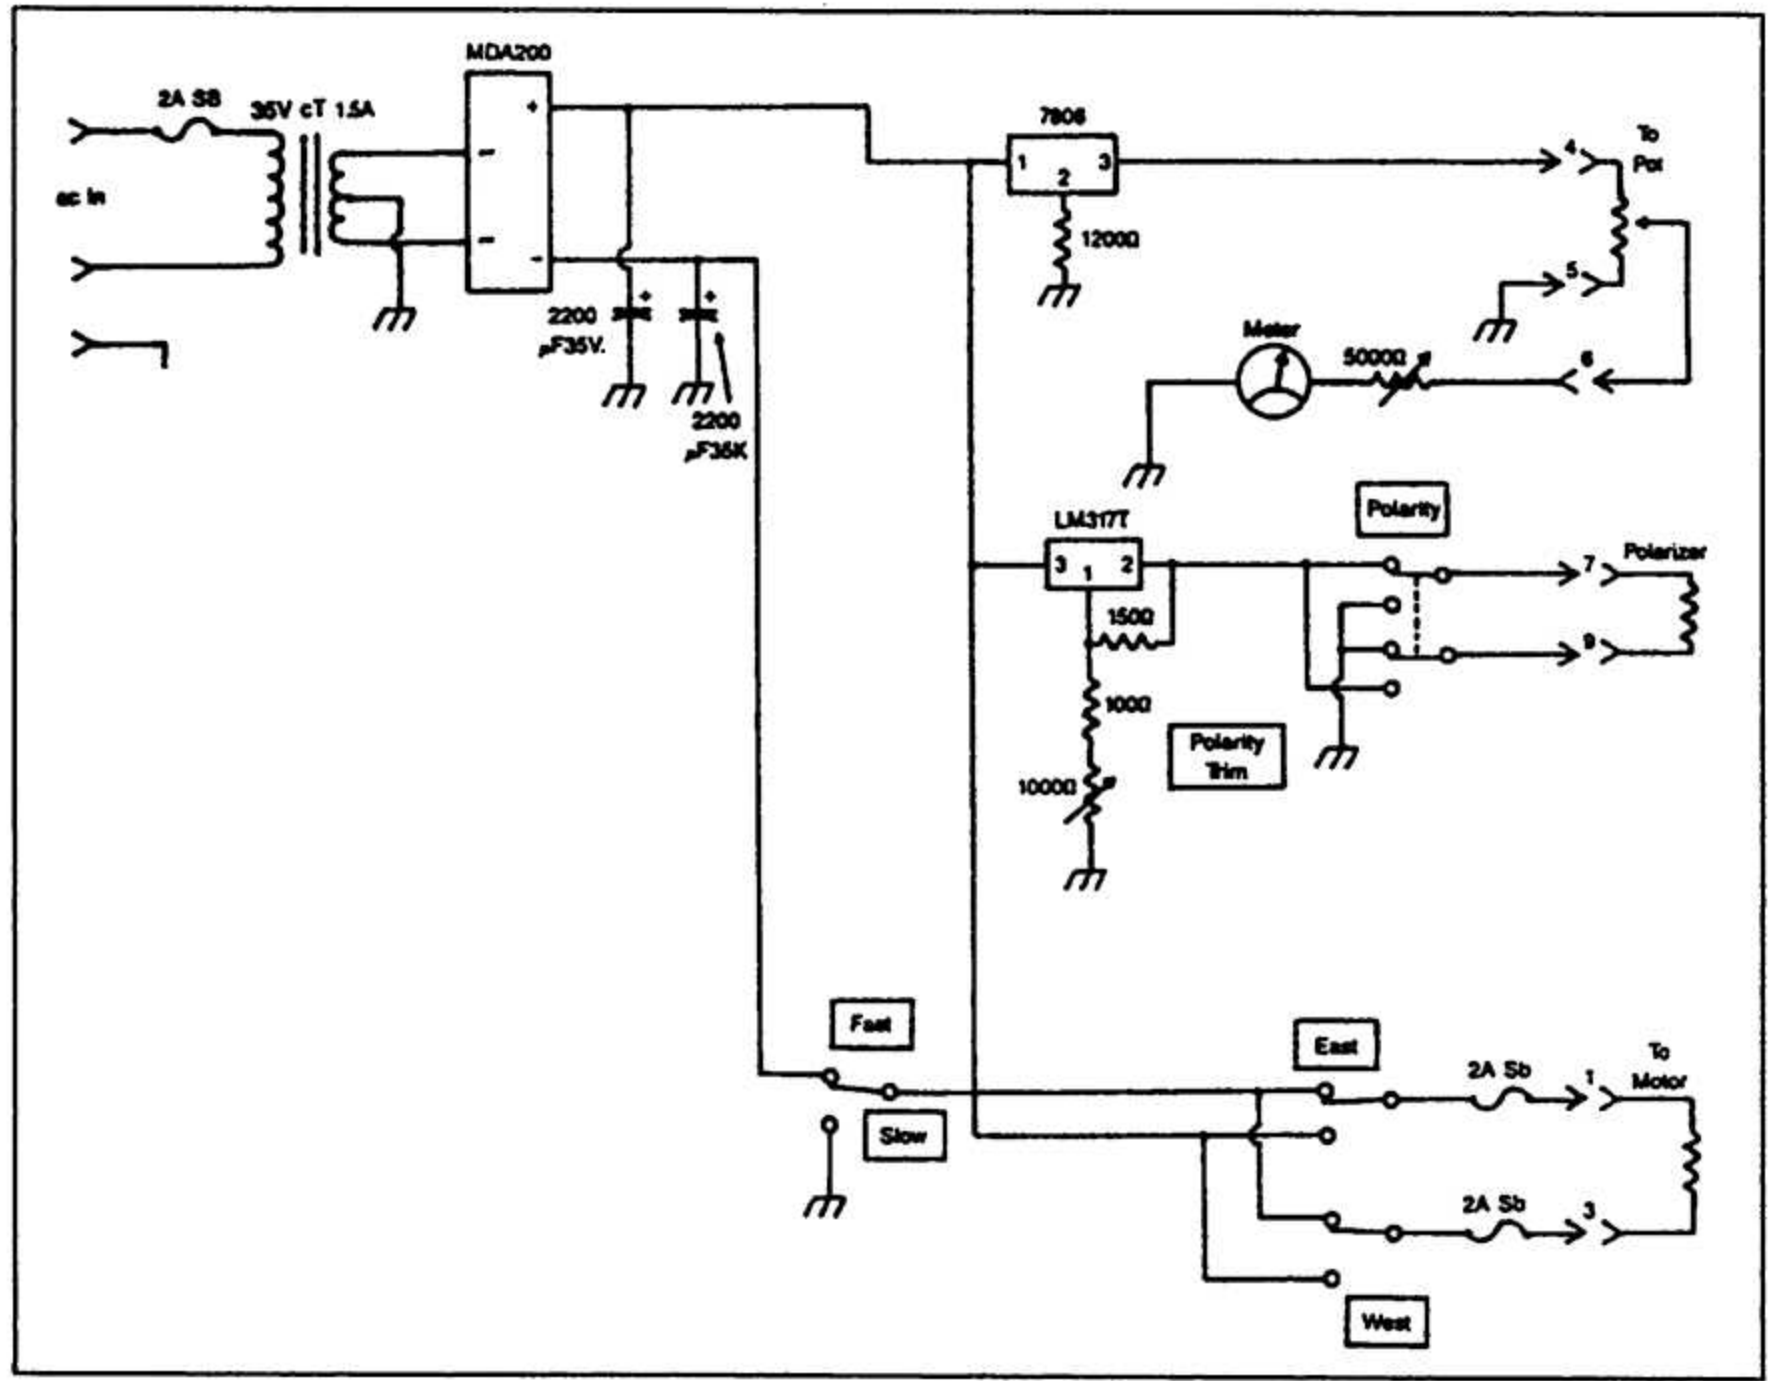 MDA200
2A SB
35V cT 1.5A
ac in
+
-
2200
µF35V.
+
2200
µF35K
+
7808
1 2 3
1200Ω
4
To
Pot
5
Meter
5000Ω
6
LM317T
3 1 2
150Ω
100Ω
1000Ω
Polarity
Polarity
Trim
7
Polarizer
9
Fast
Slow
East
2A Sb
1
To
Motor
2A Sb
3
West